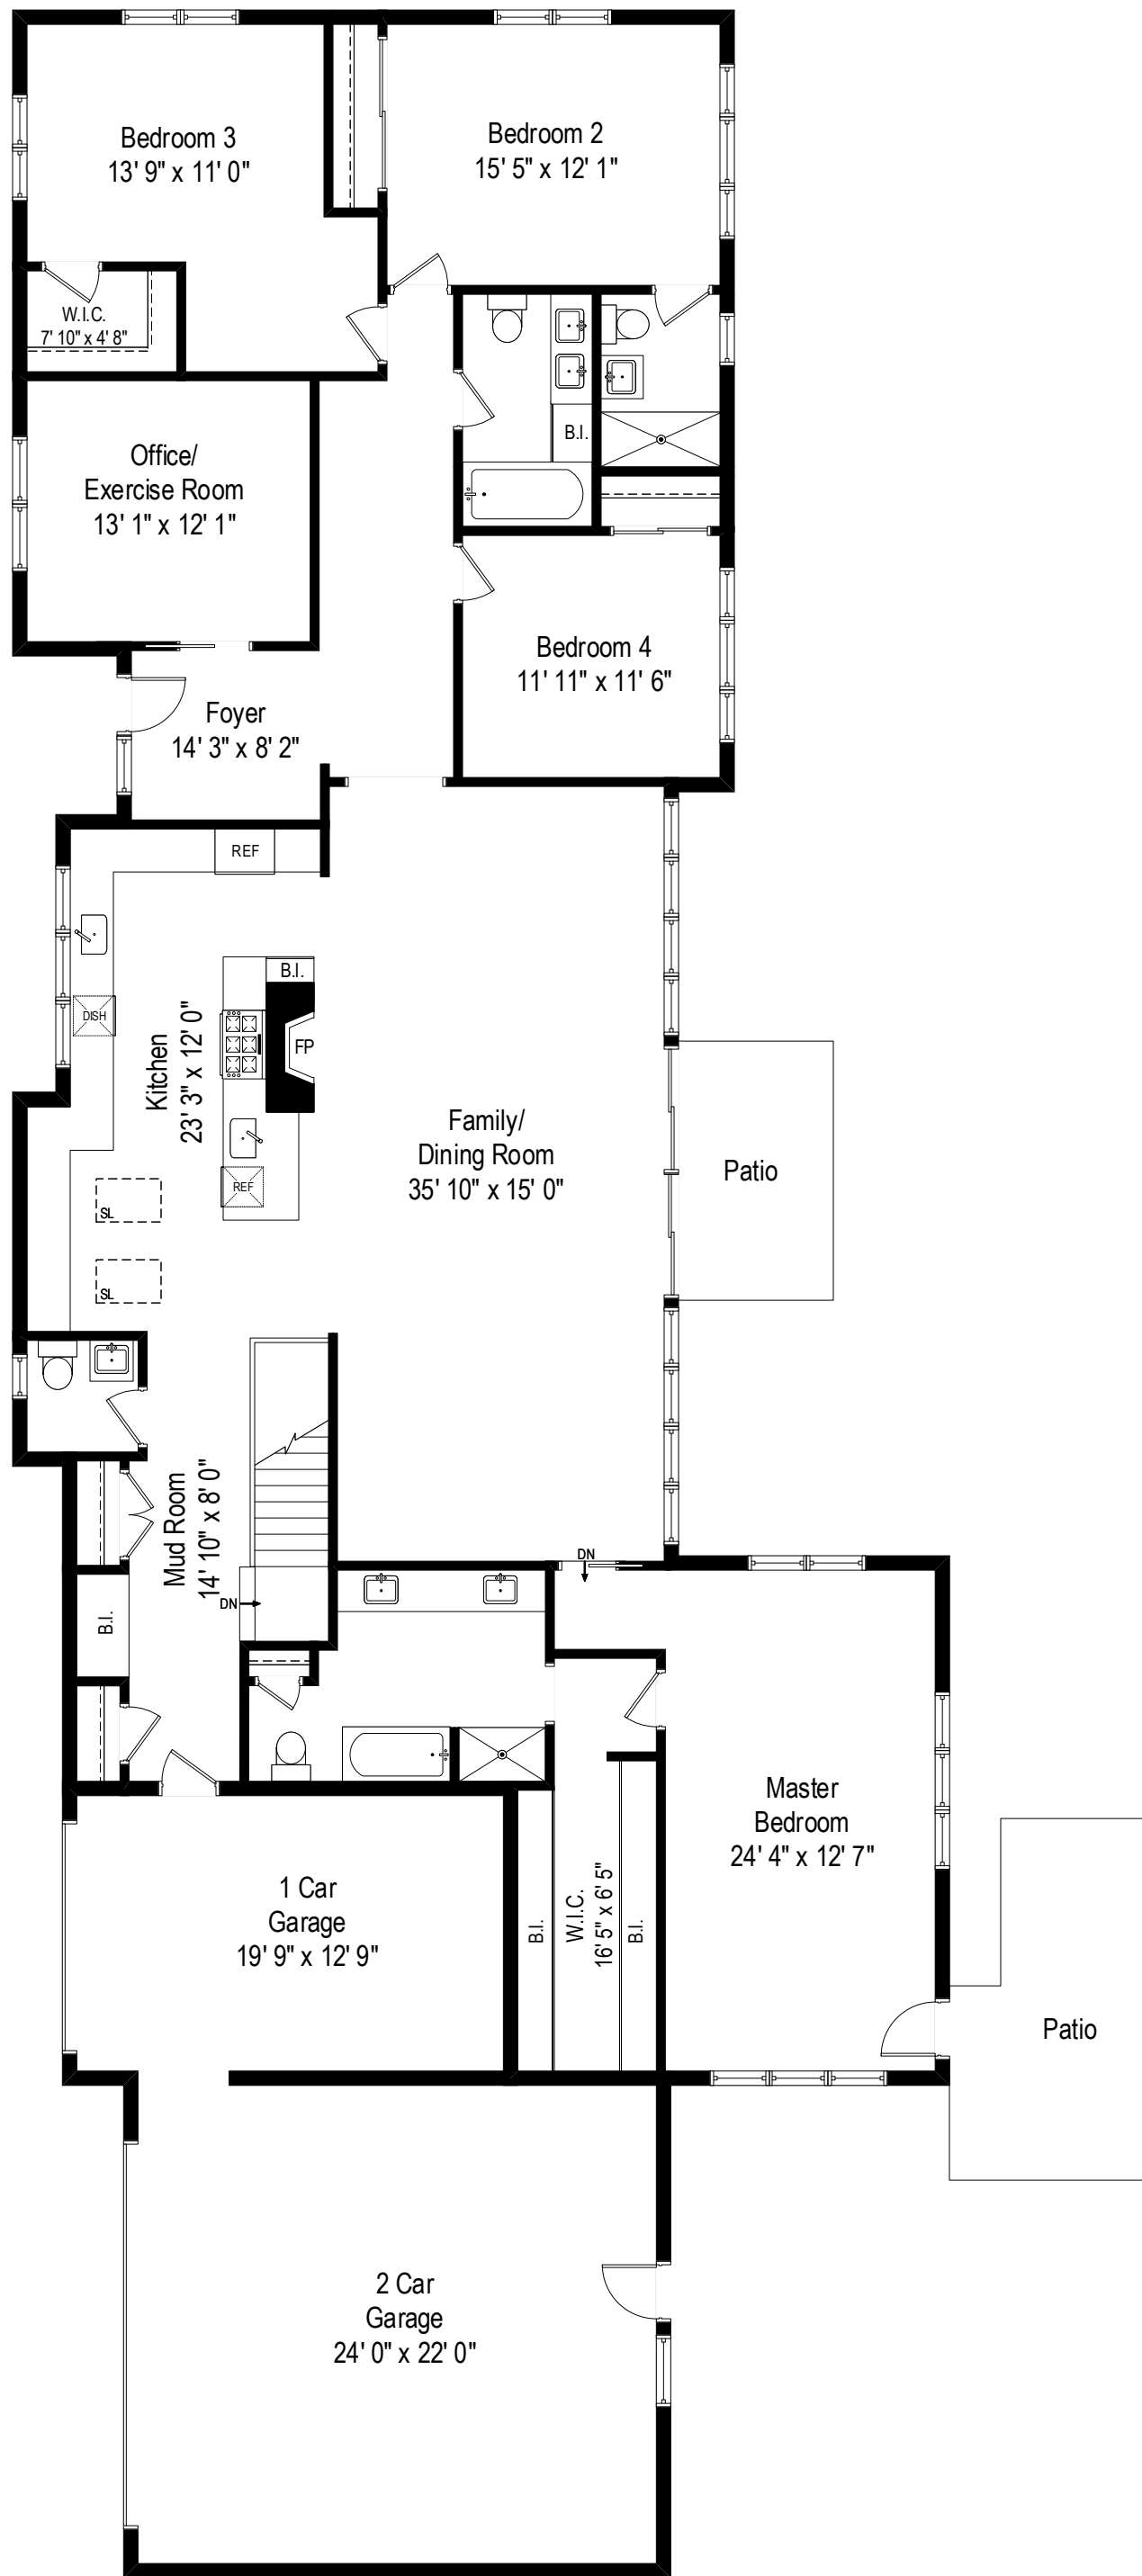 Bedroom 3
13' 9" x 11' 0"
Bedroom 2
15' 5" x 12' 1"
W.I.C.
7' 10" x 4' 8"
B.I.
Office/
Exercise Room
13' 1" x 12' 1"
Bedroom 4
11' 11" x 11' 6"
Foyer
14' 3" x 8' 2"
REF
B.I.
DISH
FP
Kitchen
23' 3" x 12' 0"
REF
SL
SL
Family/
Dining Room
35' 10" x 15' 0"
Patio
Mud Room
14' 10" x 8' 0"
DN
DN
B.I.
Master
Bedroom
24' 4" x 12' 7"
1 Car
Garage
19' 9" x 12' 9"
B.I.
W.I.C.
16' 5" x 6' 5"
B.I.
Patio
2 Car
Garage
24' 0" x 22' 0"